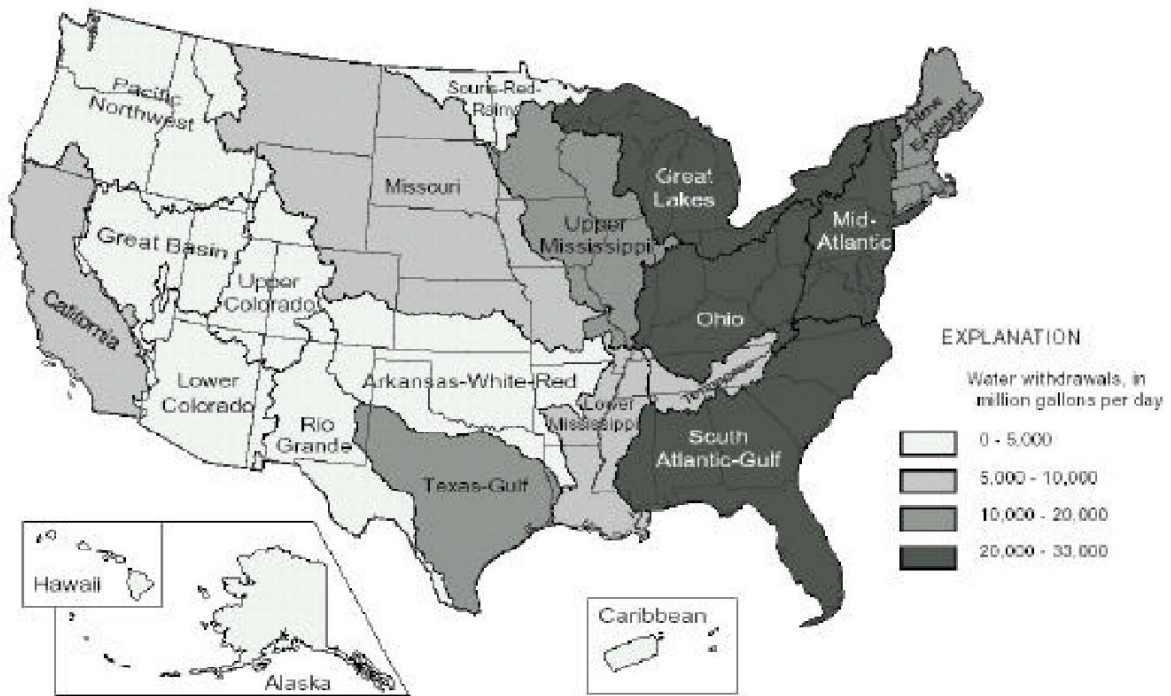 Pacific
Northwest
Souris-Red-
Rainy
New
England
Missouri
Great
Lakes
Upper
Mississippi
Mid-
Atlantic
Great Basin
Upper
Colorado
California
Ohio
Lower
Colorado
Arkansas-White-Red
Tennessee
Lower
Mississippi
Rio
Grande
South
Atlantic-Gulf
Texas-Gulf
Hawaii
Alaska
Caribbean
EXPLANATION
Water withdrawals, in
million gallons per day
0 - 5,000
5,000 - 10,000
10,000 - 20,000
20,000 - 33,000